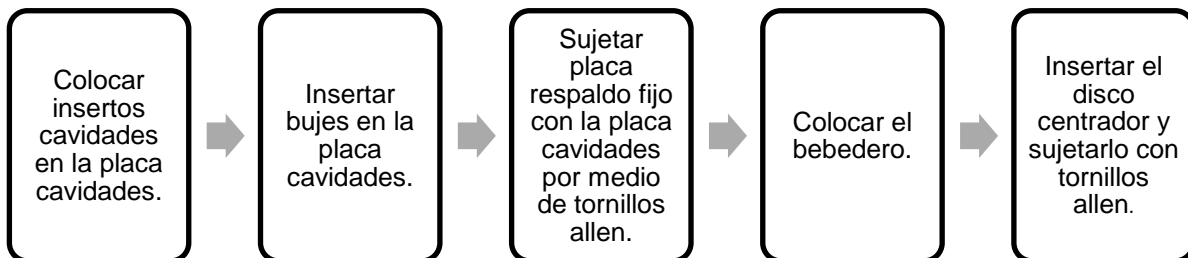 Colocar
insertos
cavidades
en la placa
cavidades.
Insertar
bujes en la
placa
cavidades.
Sujetar
placa
respaldo fijo
con la placa
cavidades
por medio
de tornillos
allen.
Colocar el
bebedero.
Insertar el
disco
centrador y
sujetarlo con
tornillos
allen.